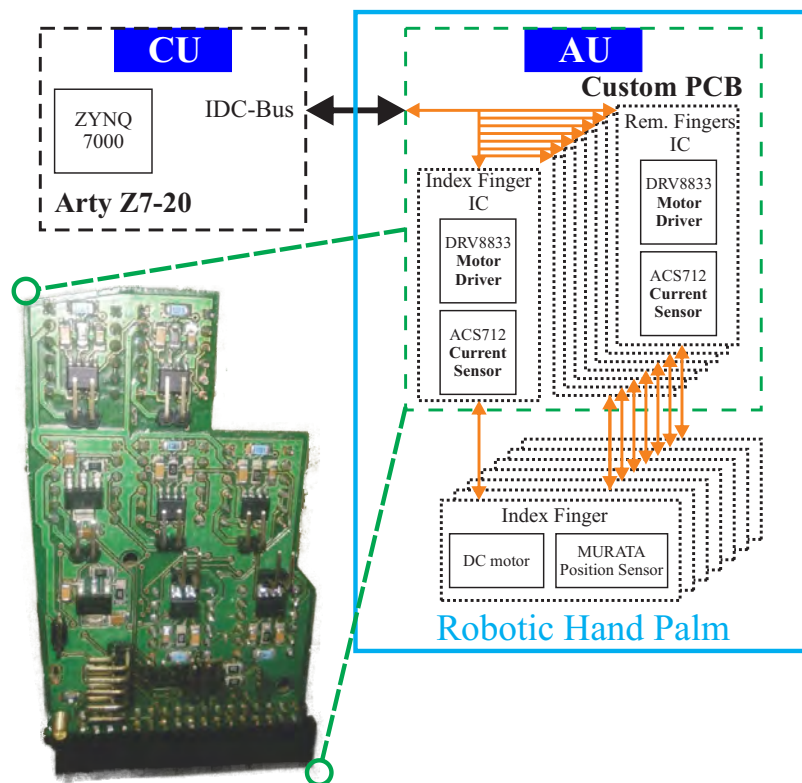 CU
ZYNQ
7000
IDC-Bus
Arty Z7-20
AU
Custom PCB
Rem. Fingers
IC
DRV8833
Motor
Driver
ACS712
Current
Sensor
Index Finger
IC
DRV8833
Motor
Driver
ACS712
Current
Sensor
Index Finger
DC motor
MURATA
Position Sensor
Robotic Hand Palm